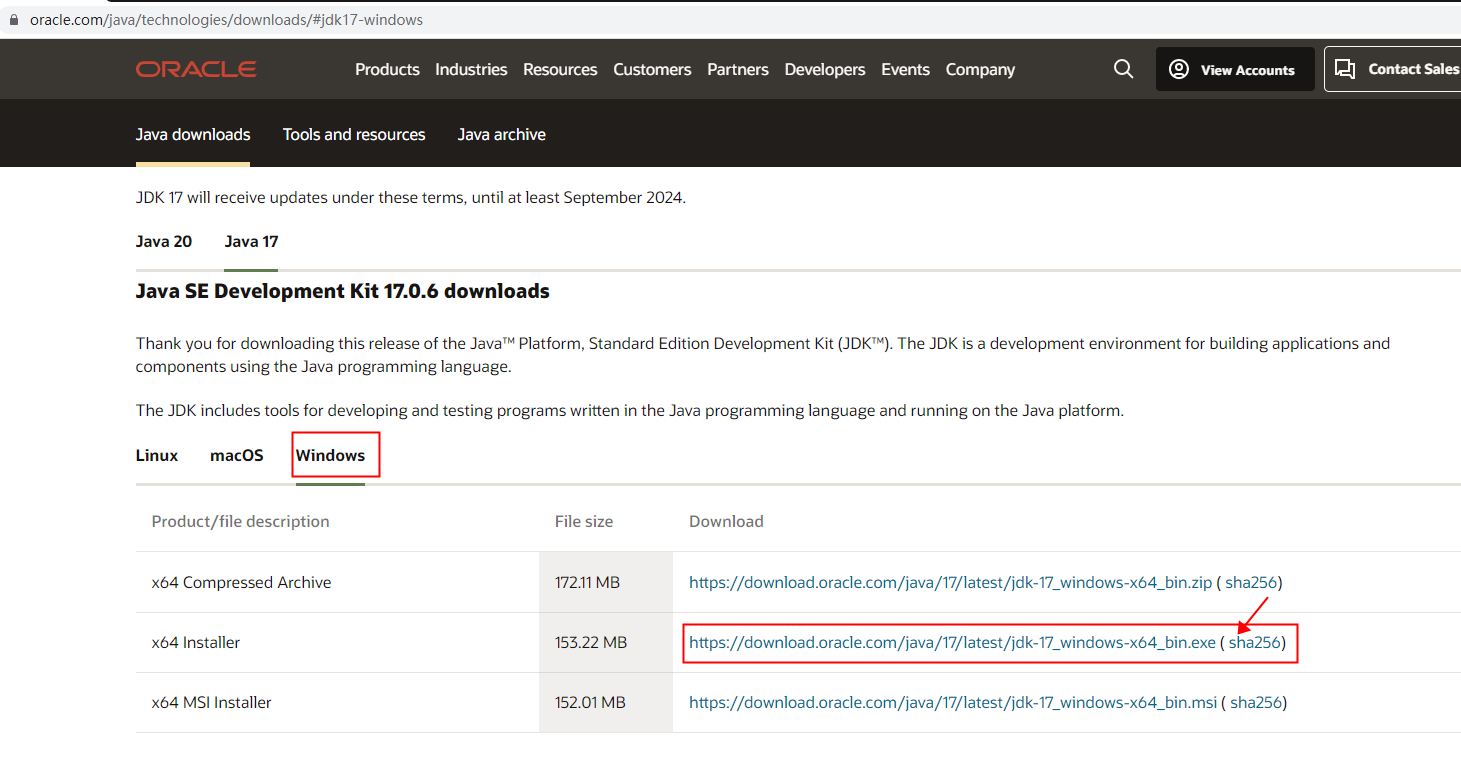 oracle.com/java/technologies/downloads/#jdk17-windows
ORACLE Products Industries Resources Customers Partners Developers Events Company View Accounts Contact Sales
Java downloads Tools and resources Java archive
JDK 17 will receive updates under these terms, until at least September 2024.
Java 20 Java 17
Java SE Development Kit 17.0.6 downloads
Thank you for downloading this release of the Java™ Platform, Standard Edition Development Kit (JDK™). The JDK is a development environment for building applications and
components using the Java programming language.
The JDK includes tools for developing and testing programs written in the Java programming language and running on the Java platform.
Linux macOS Windows
Product/file description File size Download
x64 Compressed Archive 172.11 MB https://download.oracle.com/java/17/latest/jdk-17_windows-x64_bin.zip ( sha256)
x64 Installer 153.22 MB https://download.oracle.com/java/17/latest/jdk-17_windows-x64_bin.exe ( sha256)
x64 MSI Installer 152.01 MB https://download.oracle.com/java/17/latest/jdk-17_windows-x64_bin.msi ( sha256)